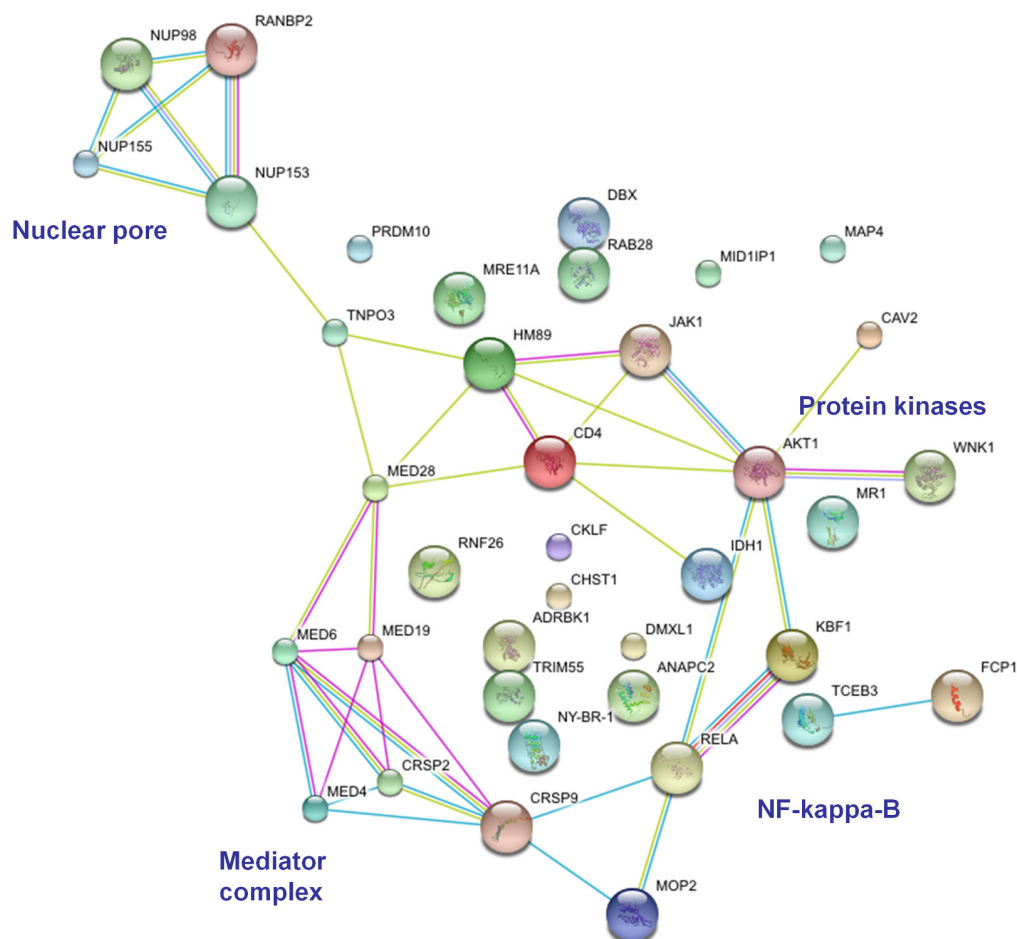 RANBP2
NUP98
NUP155
NUP153
Nuclear pore
DBX
PRDM10
RAB28
MAP4
MRE11A
MID1IP1
TNPO3
HM89
JAK1
CAV2
Protein kinases
CD4
AKT1
WNK1
MED28
MR1
CKLF
IDH1
RNF26
CHST1
ADRBK1
DMXL1
MED6
MED19
KBF1
TRIM55
ANAPC2
FCP1
TCEB3
NY-BR-1
RELA
CRSP2
MED4
CRSP9
NF-kappa-B
Mediator
complex
MOP2